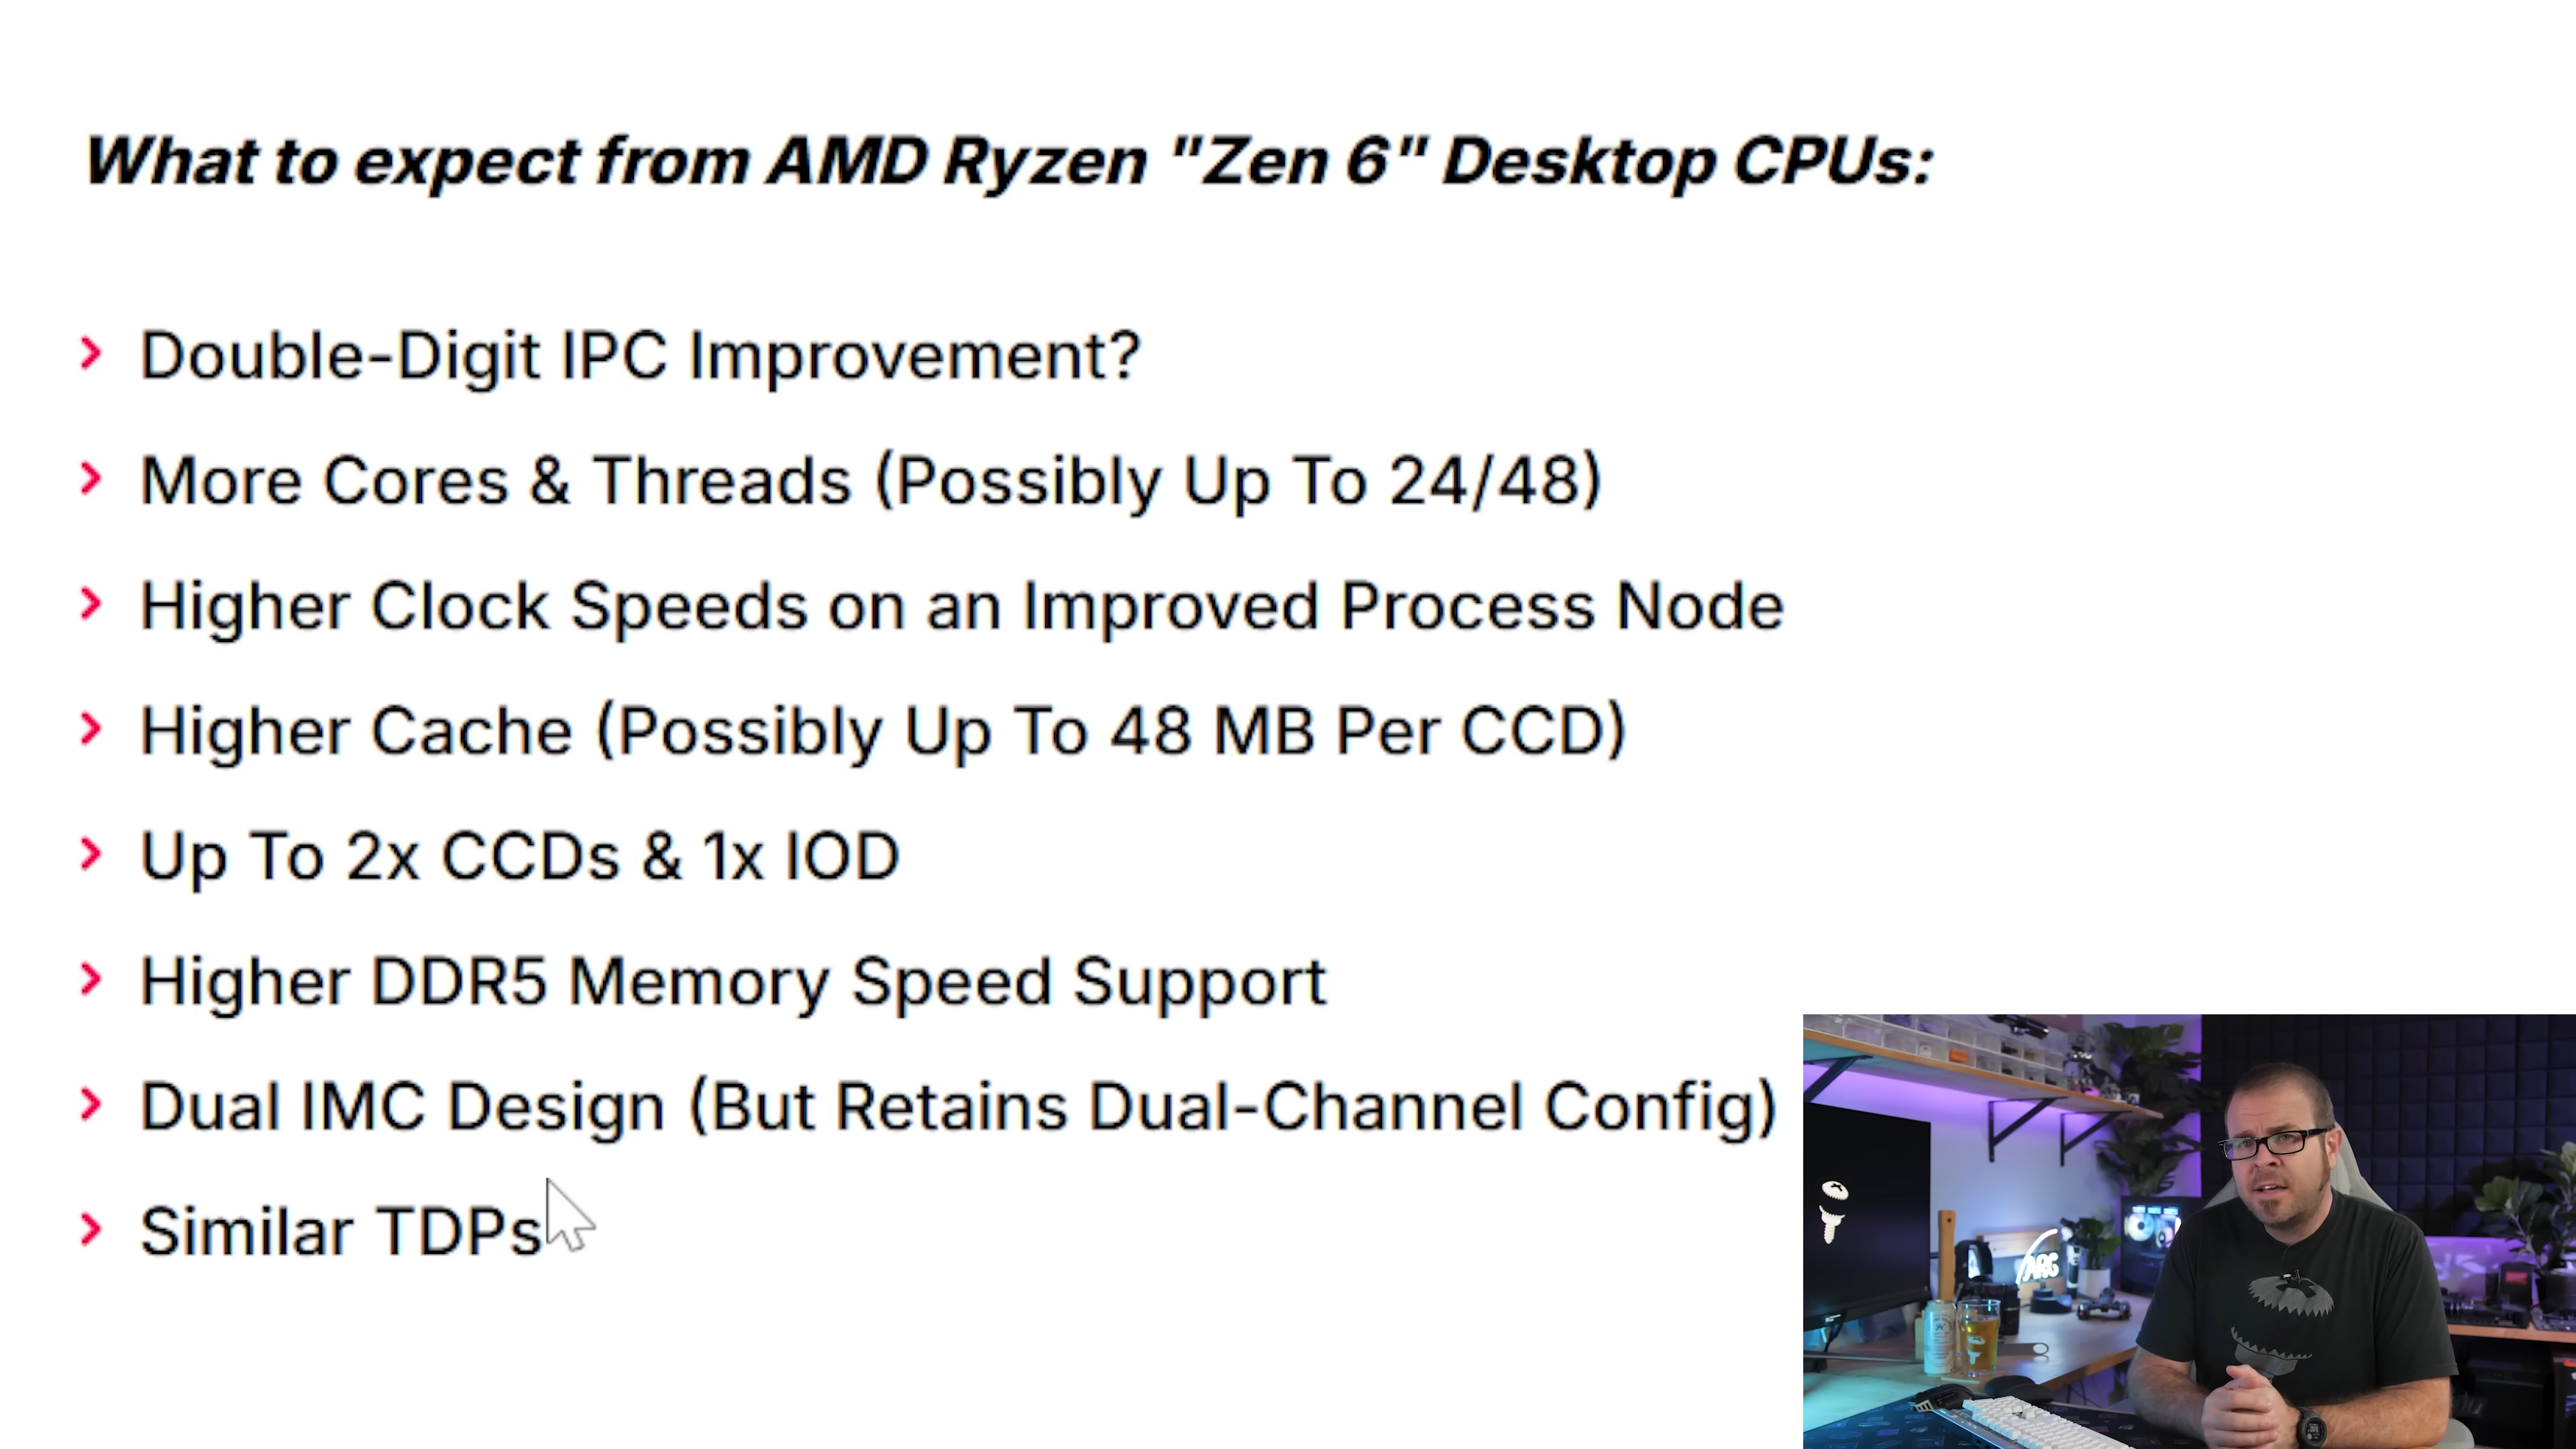 What to expect from AMD Ryzen "Zen 6" Desktop CPUs:
Double-Digit IPC Improvement?
More Cores & Threads (Possibly Up To 24/48)
Higher Clock Speeds on an Improved Process Node
Higher Cache (Possibly Up To 48 MB Per CCD)
Up To 2x CCDs & 1x IOD
Higher DDR5 Memory Speed Support
Dual IMC Design (But Retains Dual-Channel Config)
Similar TDPs